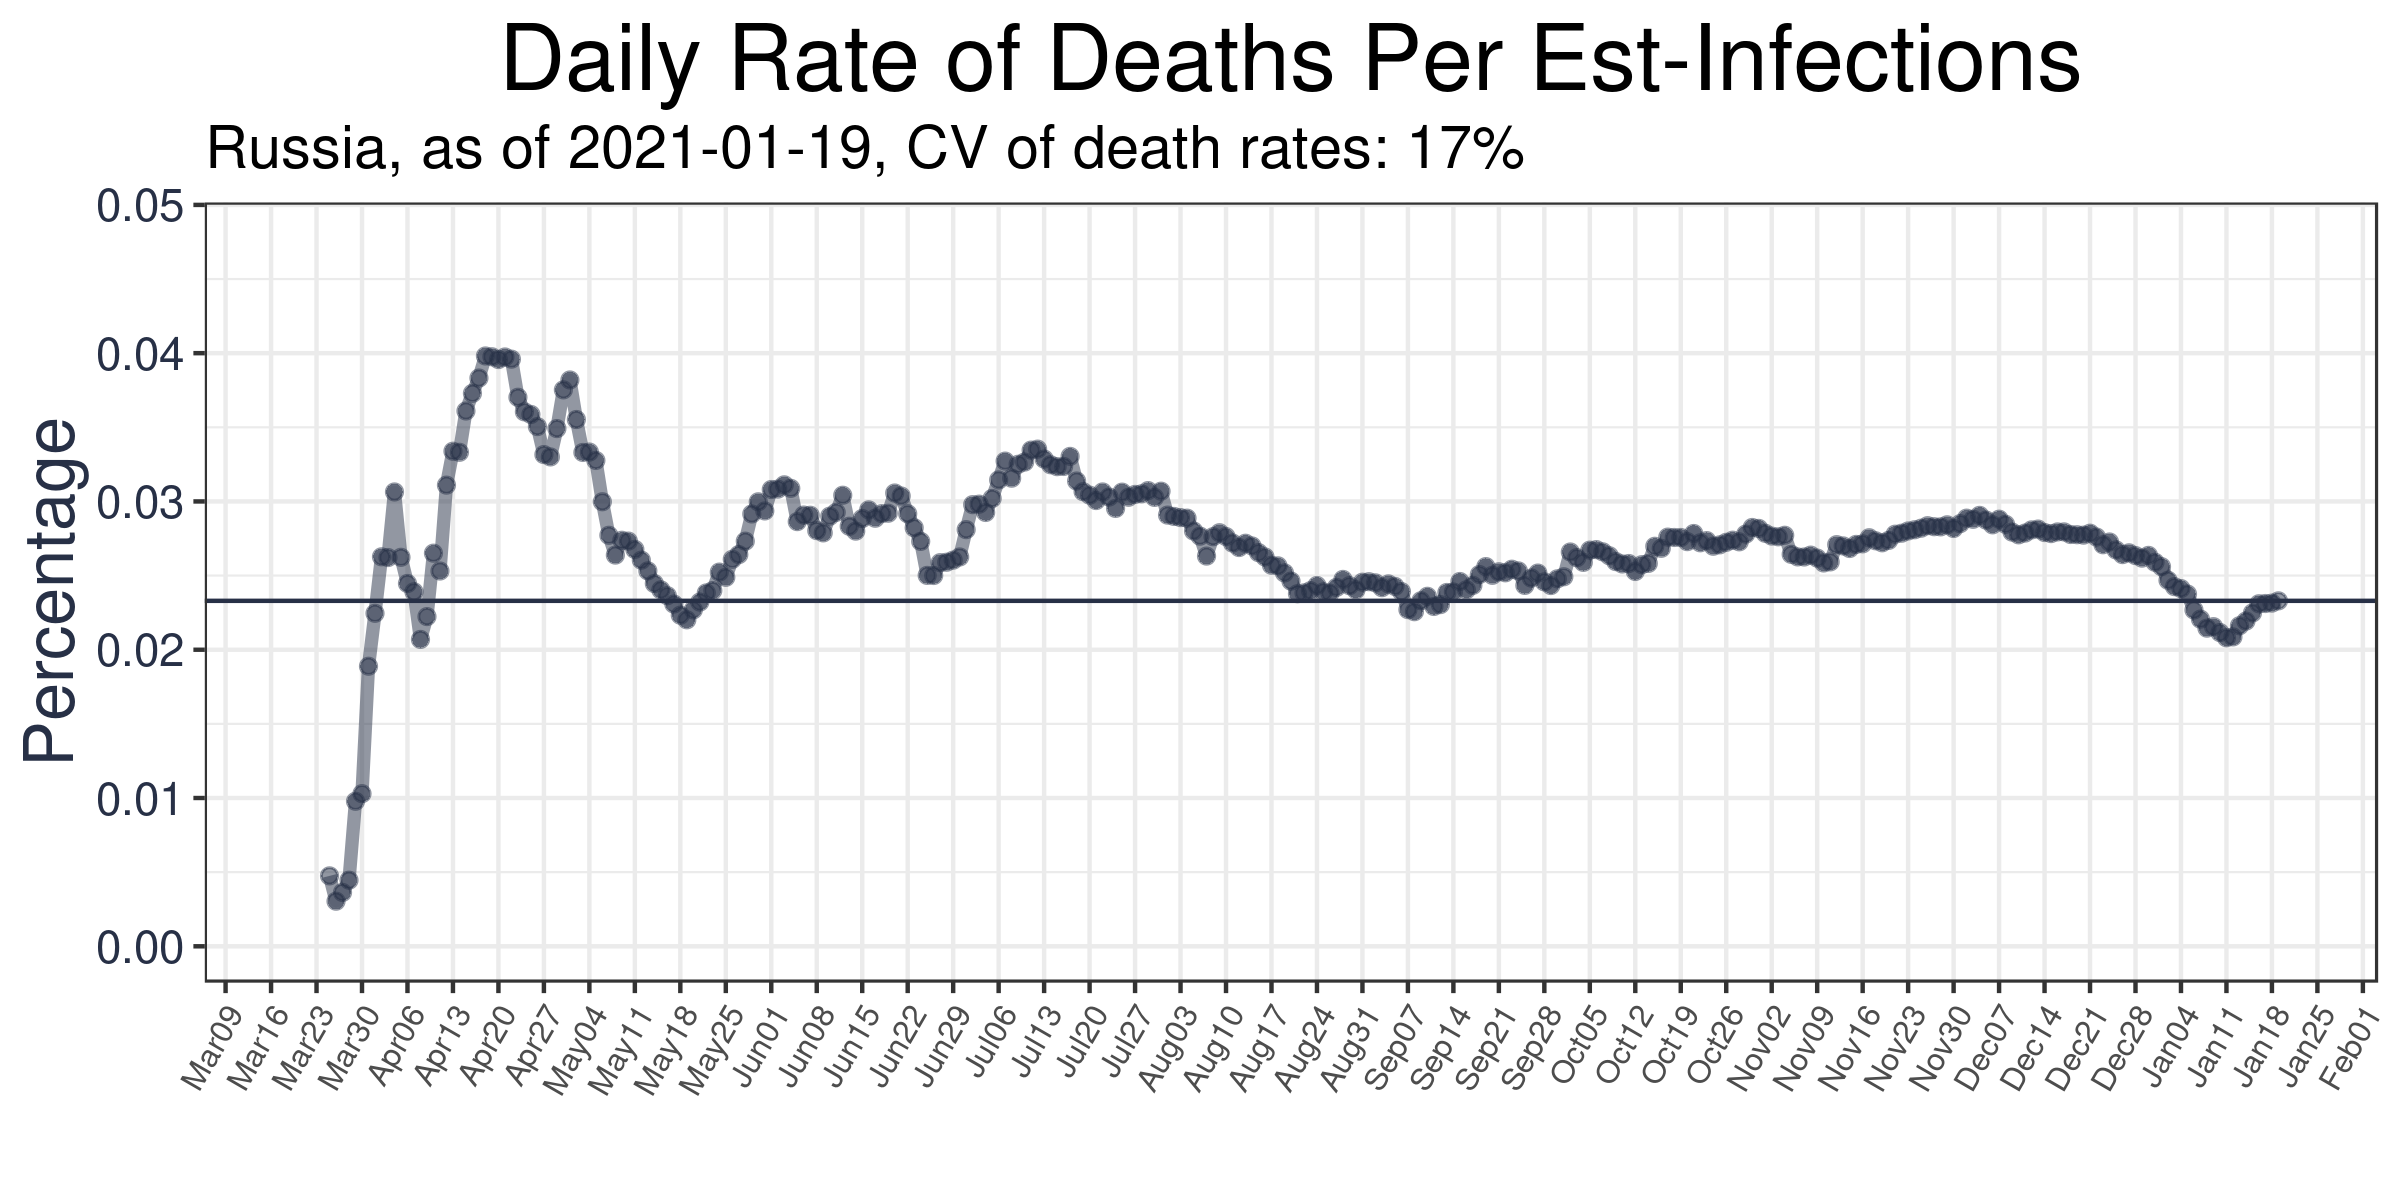 Daily Rate of Deaths Per Est-Infections
Russia, as of 2021-01-19, CV of death rates: 17%
Percentage
0.05
0.04
0.03
0.02
0.01
0.00
Mar09
Mar16
Mar23
Mar30
Apr06
Apr13
Apr20
Apr27
May04
May11
May18
May25
Jun01
Jun08
Jun15
Jun22
Jun29
Jul06
Jul13
Jul20
Jul27
Aug03
Aug10
Aug17
Aug24
Aug31
Sep07
Sep14
Sep21
Sep28
Oct05
Oct12
Oct19
Oct26
Nov02
Nov09
Nov16
Nov23
Nov30
Dec07
Dec14
Dec21
Dec28
Jan04
Jan11
Jan18
Jan25
Feb01